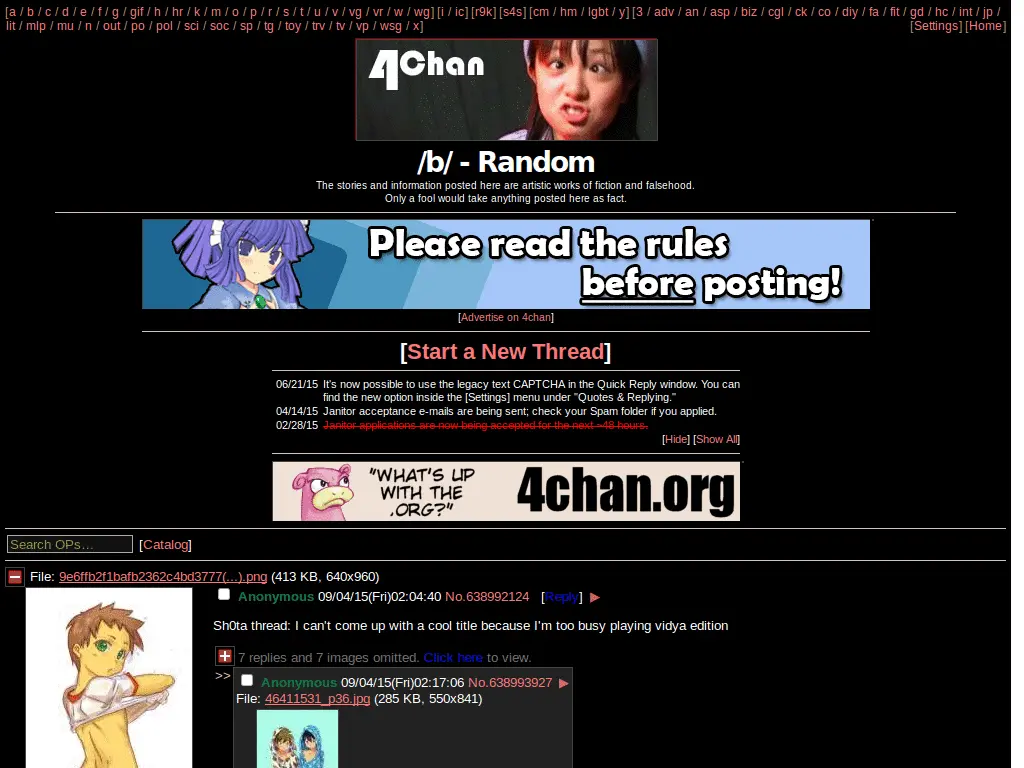 [a / b / c / d / e / f / g / gif / h / hr / k / m / o / p / r / s / t / u / v / vg / vr / w / wg] [i / ic] [r9k] [s4s] [cm / hm / lgbt / y] [3 / adv / an / asp / biz / cgl / ck / co / diy / fa / fit / gd / hc / int / jp /
lit / mlp / mu / n / out / po / pol / sci / soc / sp / tg / toy / trv / tv / vp / wsg / x]
[Settings] [Home]
4Chan
/b/ - Random
The stories and information posted here are artistic works of fiction and falsehood.
Only a fool would take anything posted here as fact.
Please read the rules
before posting!
[Advertise on 4chan]
[Start a New Thread]
06/21/15 It's now possible to use the legacy text CAPTCHA in the Quick Reply window. You can
find the new option inside the [Settings] menu under "Quotes & Replying."
04/14/15 Janitor acceptance e-mails are being sent; check your Spam folder if you applied.
02/28/15 Janitor applications are now being accepted for the next ~48 hours.
[Hide] [Show All]
"WHAT'S UP
WITH THE
.ORG?"
4chan.org
Search OPs…
[Catalog]
File: 9e6ffb2f1bafb2362c4bd3777(...).png (413 KB, 640x960)
Anonymous 09/04/15(Fri)02:04:40 No.638992124 [Reply] ▶
Sh0ta thread: I can't come up with a cool title because I'm too busy playing vidya edition
7 replies and 7 images omitted. Click here to view.
>> Anonymous 09/04/15(Fri)02:17:06 No.638993927 ▶
File: 46411531_p36.jpg (285 KB, 550x841)